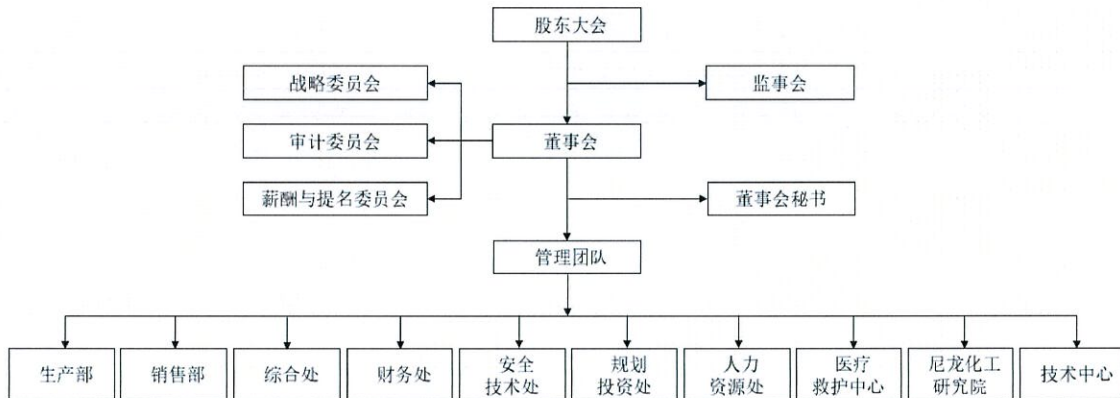 股东大会
战略委员会
监事会
审计委员会
董事会
薪酬与提名委员会
董事会秘书
管理团队
生产部
销售部
综合处
财务处
安全
技术处
规划
投资处
人力
资源处
医疗
救护中心
尼龙化工
研究院
技术中心